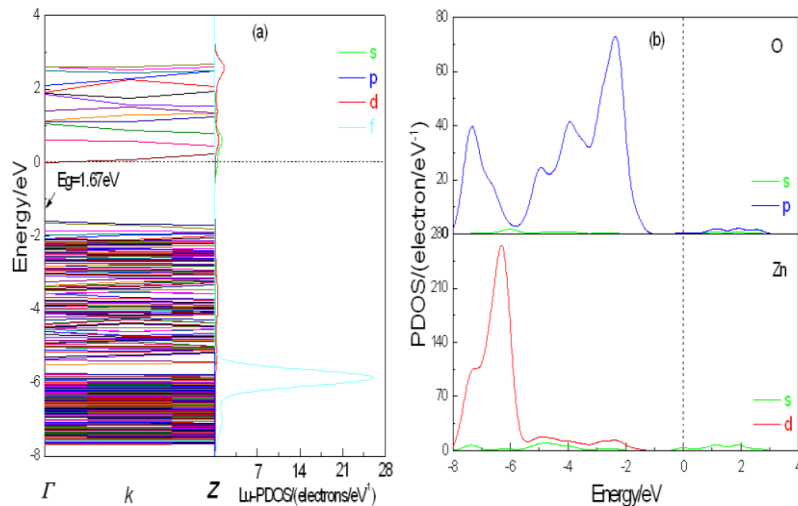 (a)
s
p
d
f
Eg=1.67eV
Energy/eV
4
2
0
-2
-4
-6
-8
Γ
k
Z
7
14
21
28
Lu-PDOS/(electrons/eV⁻¹)
(b)
O
s
p
80
60
40
20
Zn
s
d
210
140
70
0
PDOS/(electron/eV⁻¹)
-8
-6
-4
-2
0
2
4
Energy/eV